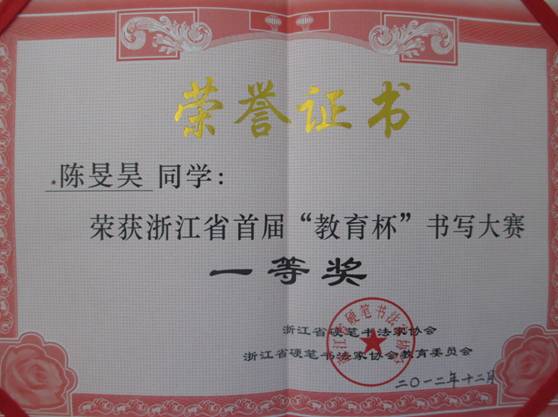 荣誉证书
陈旻昊 同学:
荣获浙江省首届“教育杯”书写大赛
一等奖
浙江省硬笔书法家协会
浙江省硬笔书法家协会教育委员会
二〇一二年十二月